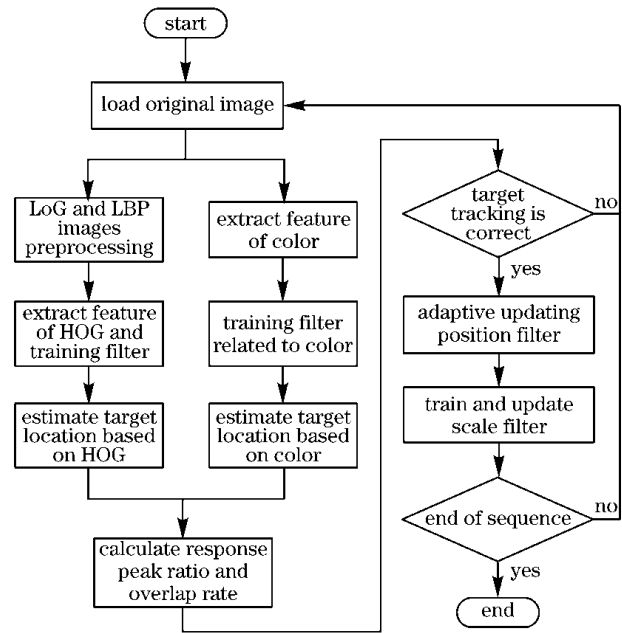 start
load original image
LoG and LBP
images
preprocessing
extract feature
of HOG and
training filter
estimate target
location based
on HOG
extract feature
of color
training filter
related to color
estimate target
location based
on color
calculate response
peak ratio and
overlap rate
target
tracking is
correct
no
yes
adaptive updating
position filter
train and update
scale filter
end of sequence
no
yes
end